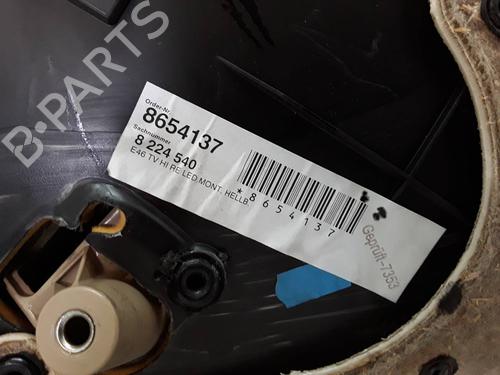 B-PARTS
Order-Nr.
8654137
Sachnummer
8 224 540
E46 TV HI RE LED MONT. HELLB
*8654137
Geprüft-7353